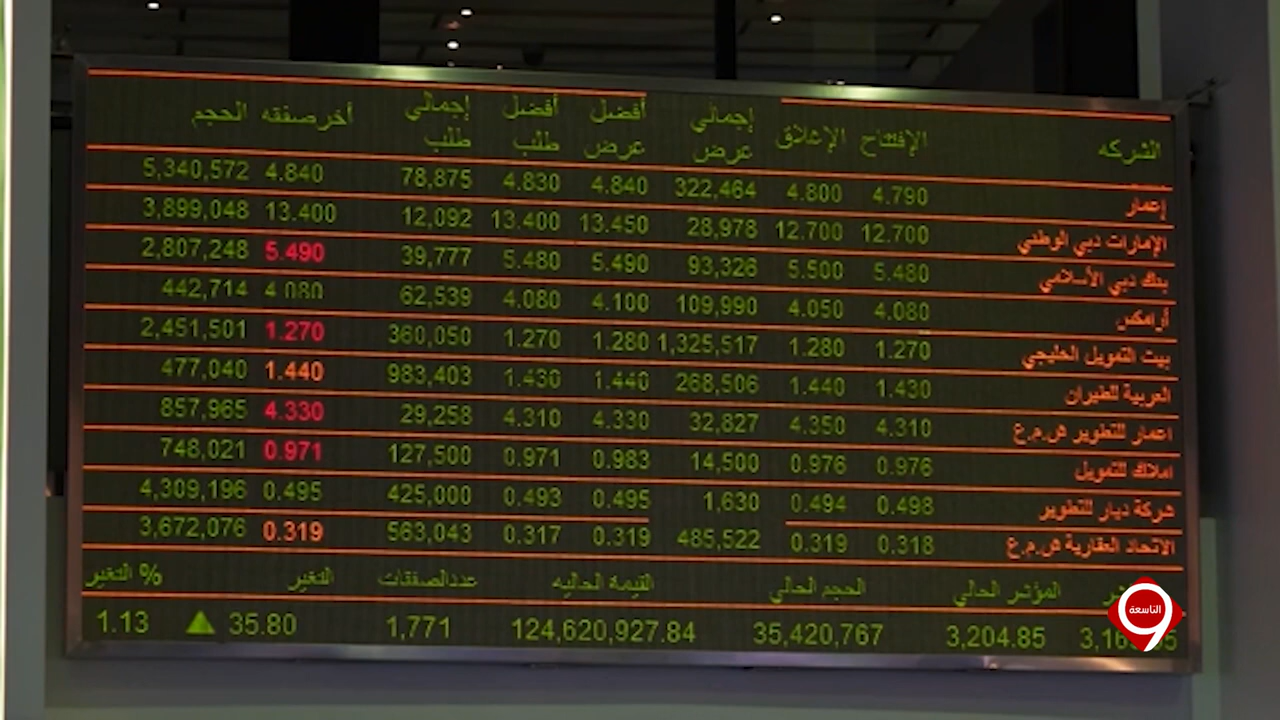 الشركه الإفتتاح الإغلاق إجمالي عرض أفضل عرض أفضل طلب إجمالي طلب أخرصفقه الحجم
إعمار 4.790 4.800 322,464 4.840 4.830 78,875 4.840 5,340,572
الإمارات دبي الوطني 12.700 12.700 28,978 13.450 13.400 12,092 13.400 3,899,048
بنك دبي الأسلامي 5.480 5.500 93,326 5.490 5.480 39,777 5.490 2,807,248
أرامكس 4.080 4.050 109,990 4.100 4.080 62,539 4.080 442,714
بيت التمويل الخليجي 1.270 1.280 1,325,517 1.280 1.270 360,050 1.270 2,451,501
العربية للطيران 1.430 1.440 268,506 1.440 1.430 983,403 1.440 477,040
اعمار للتطوير ش.م.ع 4.310 4.350 32,827 4.330 4.310 29,258 4.330 857,965
املاك للتمويل 0.976 0.976 14,500 0.983 0.971 127,500 0.971 748,021
شركة ديار للتطوير 0.498 0.494 1,630 0.495 0.493 425,000 0.495 4,309,196
الاتحاد العقارية ش.م.ع 0.318 0.319 485,522 0.319 0.317 563,043 0.319 3,672,076
المؤشر الحالي الحجم الحالي القيمة الحاليه عددالصفقات التغير % التغير
3,204.85 35,420,767 124,620,927.84 1,771 35.80 ▲ 1.13
التاسعة
9